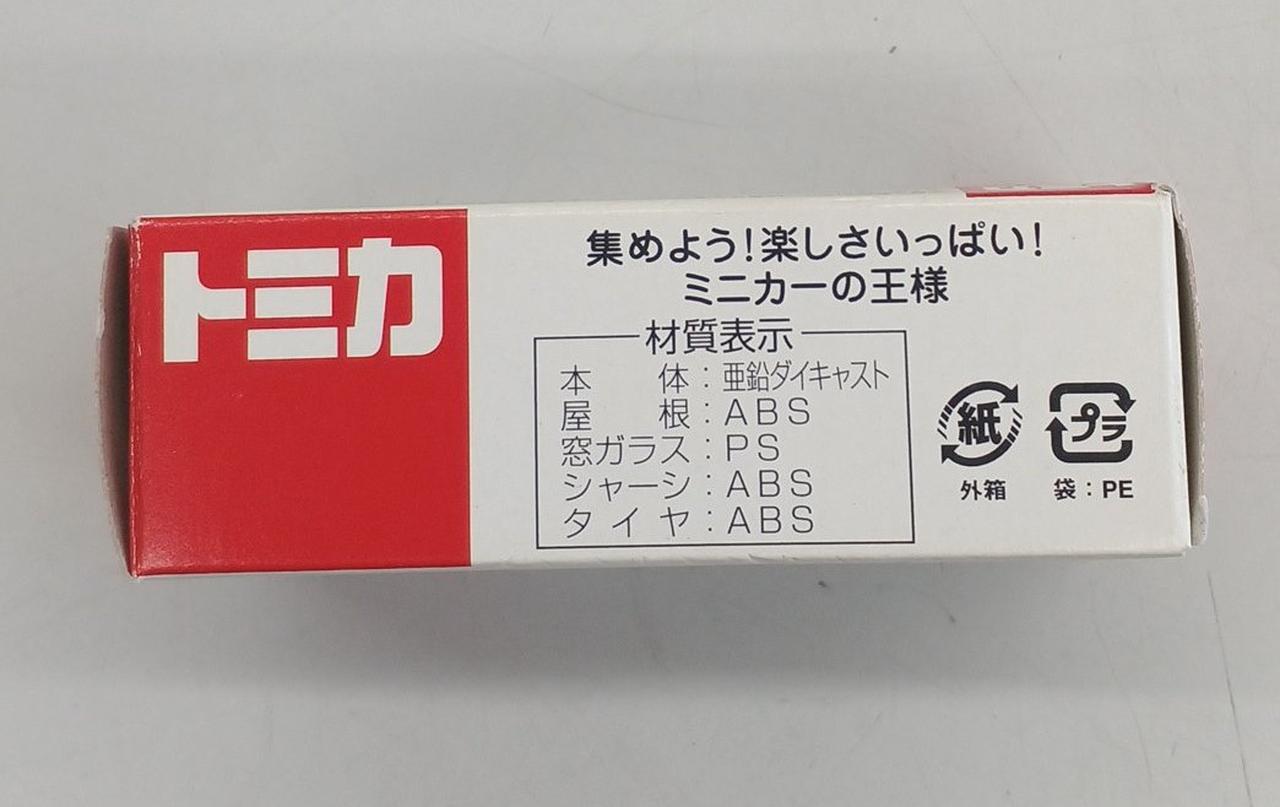 トミカ
集めよう!楽しさいっぱい!
ミニカーの王様
材質表示
本体:亜鉛ダイキャスト
屋根:ABS
窓ガラス:PS
シャーシ:ABS
タイヤ:ABS
紙
外箱
プラ
袋:PE